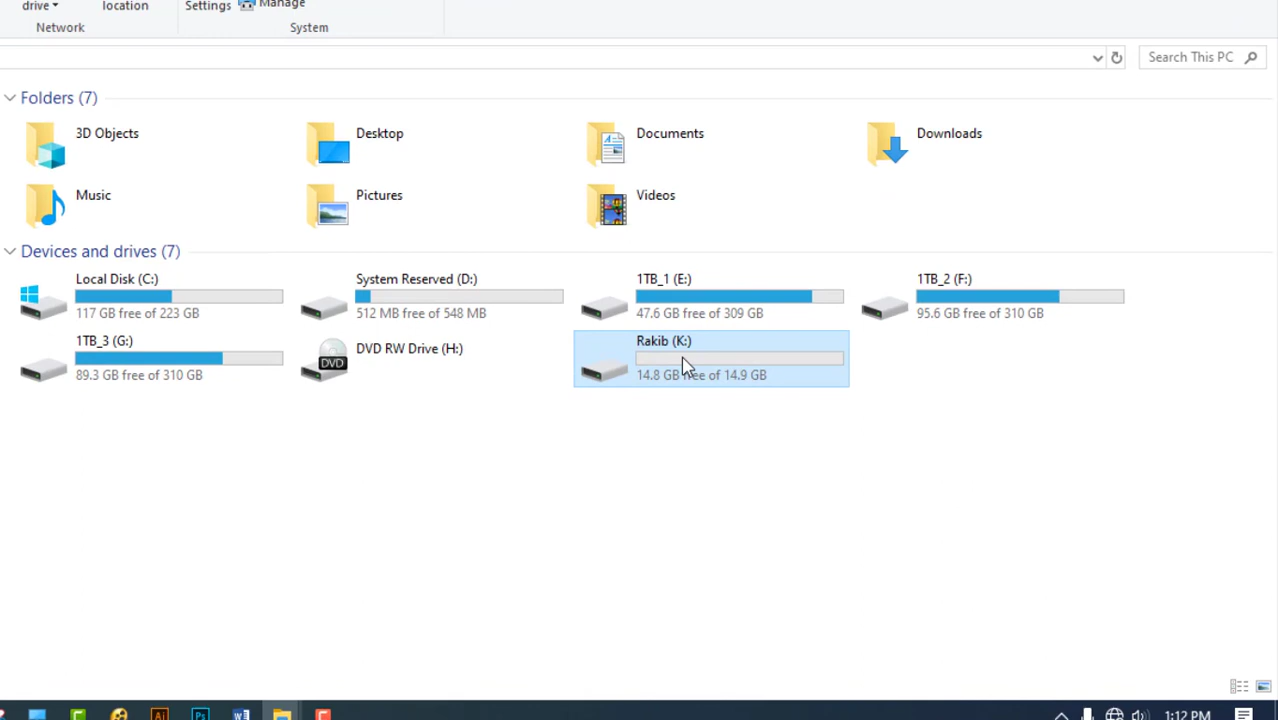 drive
location
Settings
Manage
Network
System
Search This PC
Folders (7)
3D Objects
Desktop
Documents
Downloads
Music
Pictures
Videos
Devices and drives (7)
Local Disk (C:)
117 GB free of 223 GB
System Reserved (D:)
512 MB free of 548 MB
1TB_1 (E:)
47.6 GB free of 309 GB
1TB_2 (F:)
95.6 GB free of 310 GB
1TB_3 (G:)
89.3 GB free of 310 GB
DVD
DVD RW Drive (H:)
Rakib (K:)
14.8 GB free of 14.9 GB
Ai
Ps
W
1:12 PM